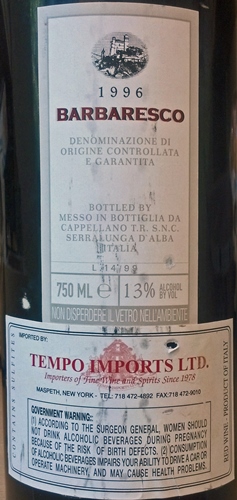 1996
BARBARESCO
DENOMINAZIONE DI
ORIGINE CONTROLLATA
E GARANTITA
BOTTLED BY
MESSO IN BOTTIGLIA DA
CAPPELLANO T.R. S.N.C.
SERRALUNGA D'ALBA
ITALIA
L 14/99
750 ML e 13% ALCOHOL BY VOL
NON DISPERDERE IL VETRO NELL'AMBIENTE
IMPORTED BY:
TEMPO IMPORTS LTD.
Importers of Fine Wine and Spirits Since 1978
MASPETH, NEW YORK - TEL: 718 472-4892 FAX:718 472-9010
GOVERNMENT WARNING:
(1) ACCORDING TO THE SURGEON GENERAL, WOMEN SHOULD
NOT DRINK ALCOHOLIC BEVERAGES DURING PREGNANCY
BECAUSE OF THE RISK OF BIRTH DEFECTS. (2) CONSUMPTION
OF ALCOHOLIC BEVERAGES IMPAIRS YOUR ABILITY TO DRIVE A CAR OR
OPERATE MACHINERY, AND MAY CAUSE HEALTH PROBLEMS.
CONTAINS SULFITES
RED WINE - PRODUCT OF ITALY